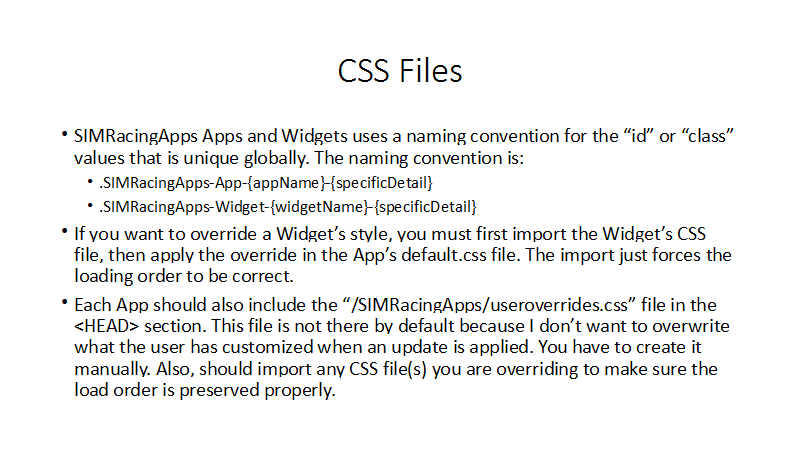 CSS Files
• SIMRacingApps Apps and Widgets uses a naming convention for the “id” or “class”
values that is unique globally. The naming convention is:
• .SIMRacingApps-App-{appName}-{specificDetail}
• .SIMRacingApps-Widget-{widgetName}-{specificDetail}
• If you want to override a Widget’s style, you must first import the Widget’s CSS
file, then apply the override in the App’s default.css file. The import just forces the
loading order to be correct.
• Each App should also include the “/SIMRacingApps/useroverrides.css” file in the
<HEAD> section. This file is not there by default because I don’t want to overwrite
what the user has customized when an update is applied. You have to create it
manually. Also, should import any CSS file(s) you are overriding to make sure the
load order is preserved properly.